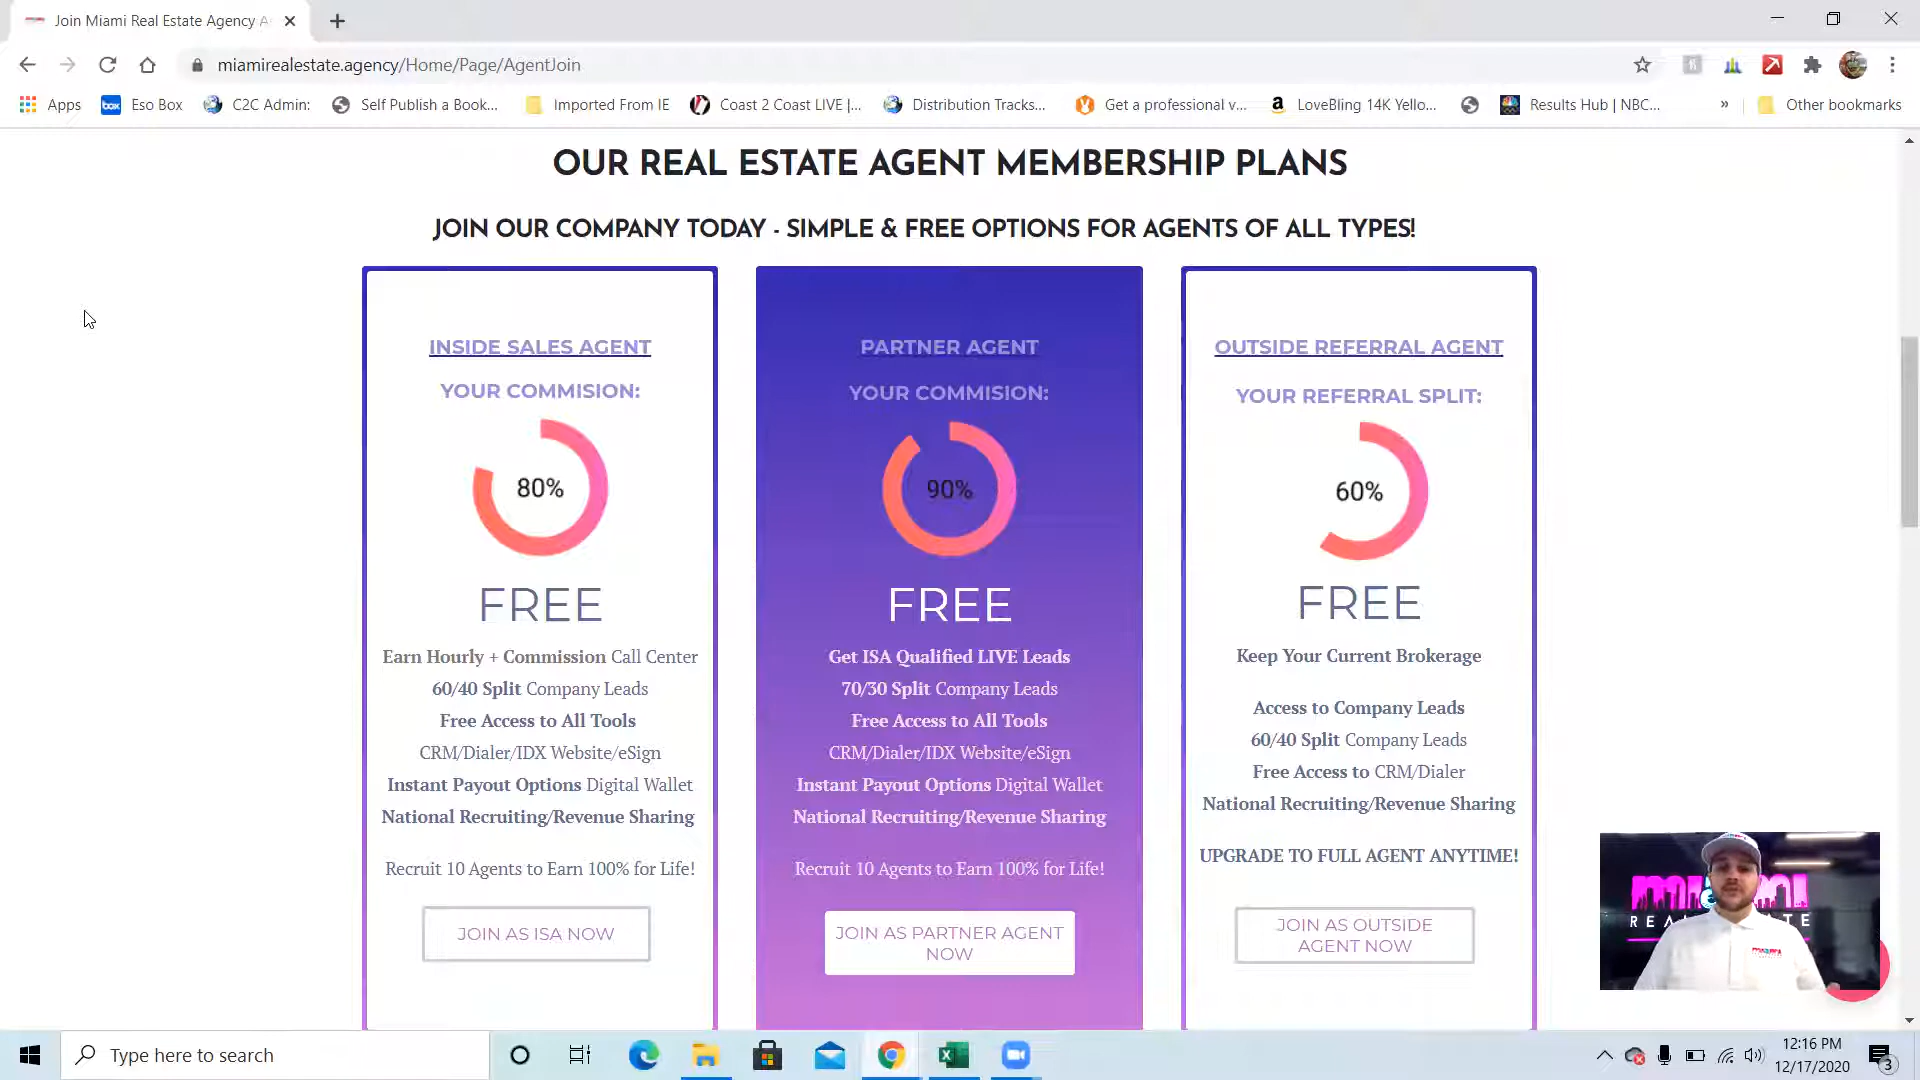 Join Miami Real Estate Agency A
miamirealestate.agency/Home/Page/AgentJoin
Apps
box
Eso Box
C2C Admin:
Self Publish a Book...
Imported From IE
Coast 2 Coast LIVE |...
Distribution Tracks...
Get a professional v...
LoveBling 14K Yello...
Results Hub | NBC...
»
Other bookmarks
OUR REAL ESTATE AGENT MEMBERSHIP PLANS
JOIN OUR COMPANY TODAY - SIMPLE & FREE OPTIONS FOR AGENTS OF ALL TYPES!
INSIDE SALES AGENT
YOUR COMMISION:
80%
FREE
Earn Hourly + Commission Call Center
60/40 Split Company Leads
Free Access to All Tools
CRM/Dialer/IDX Website/eSign
Instant Payout Options Digital Wallet
National Recruiting/Revenue Sharing
Recruit 10 Agents to Earn 100% for Life!
JOIN AS ISA NOW
PARTNER AGENT
YOUR COMMISION:
90%
FREE
Get ISA Qualified LIVE Leads
70/30 Split Company Leads
Free Access to All Tools
CRM/Dialer/IDX Website/eSign
Instant Payout Options Digital Wallet
National Recruiting/Revenue Sharing
Recruit 10 Agents to Earn 100% for Life!
JOIN AS PARTNER AGENT
NOW
OUTSIDE REFERRAL AGENT
YOUR REFERRAL SPLIT:
60%
FREE
Keep Your Current Brokerage
Access to Company Leads
60/40 Split Company Leads
Free Access to CRM/Dialer
National Recruiting/Revenue Sharing
UPGRADE TO FULL AGENT ANYTIME!
JOIN AS OUTSIDE
AGENT NOW
Type here to search
12:16 PM
12/17/2020
3